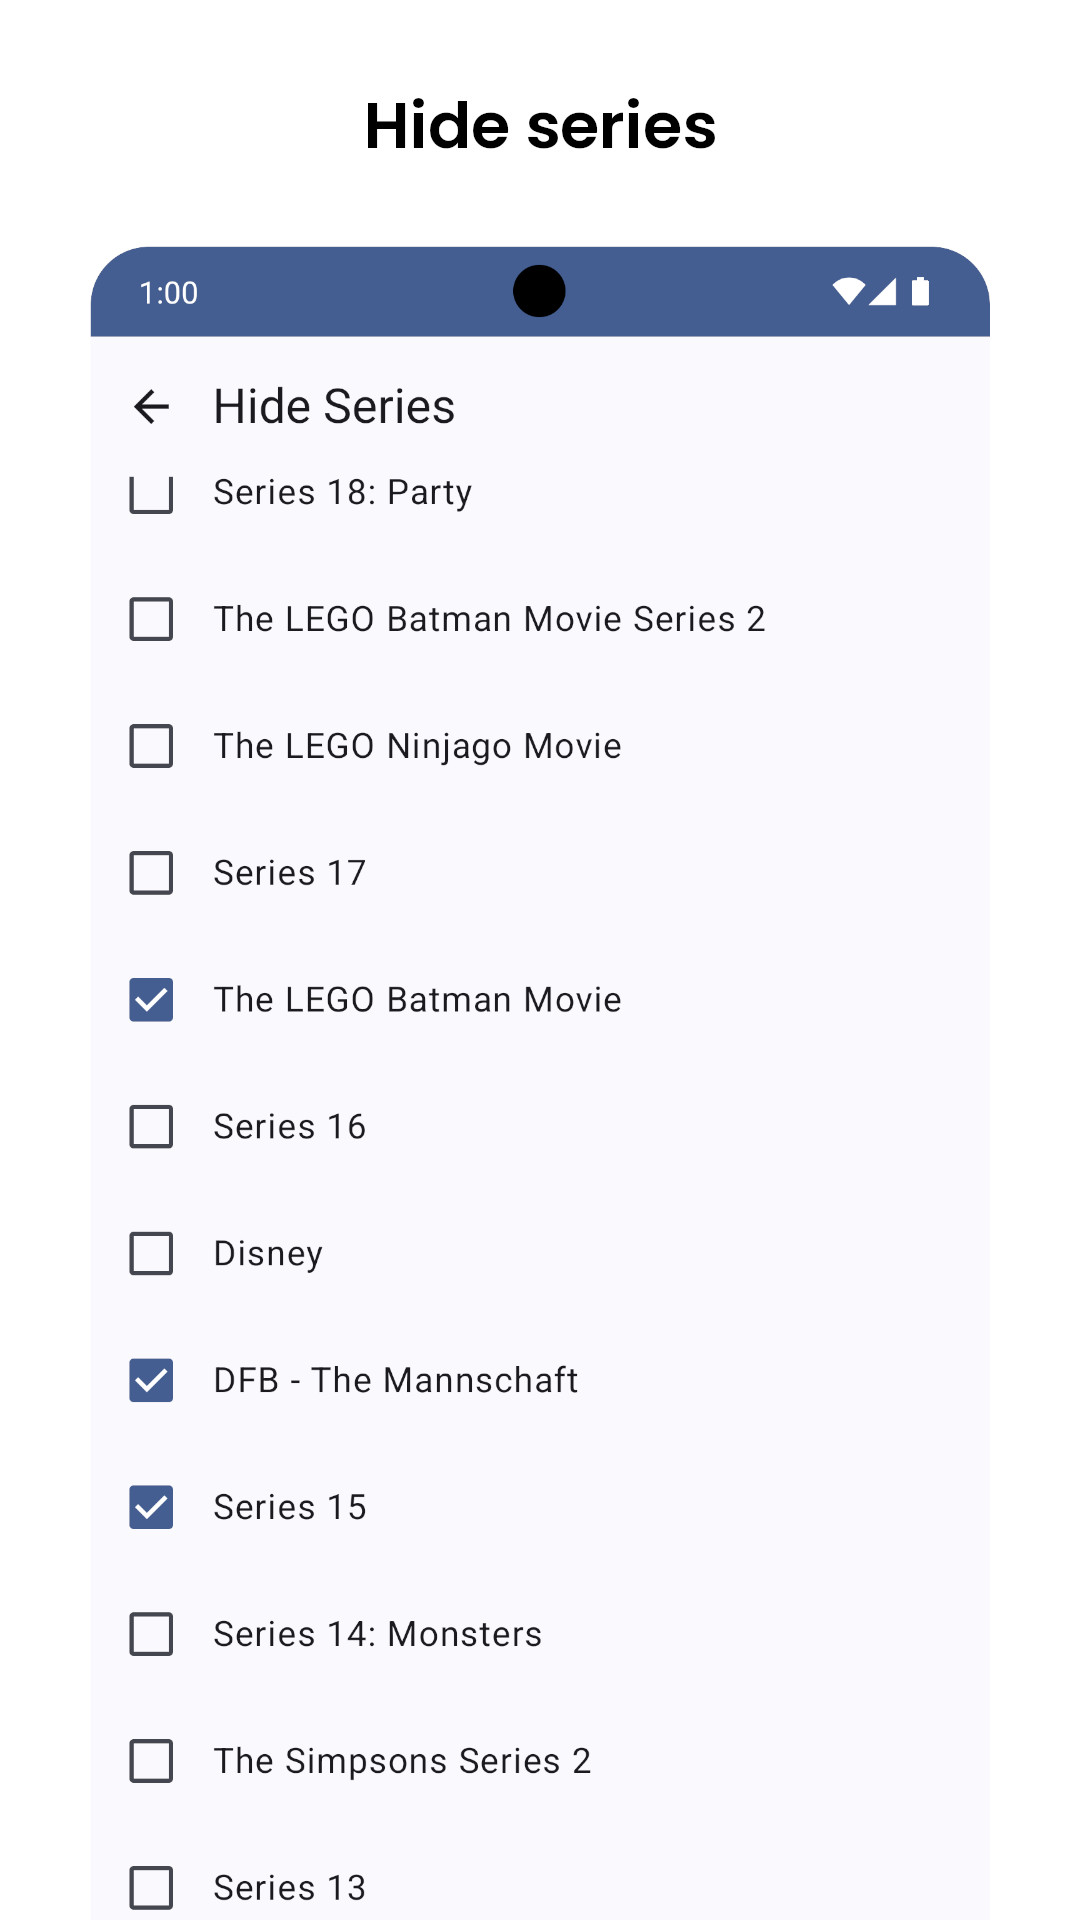 Hide series
1:00
Hide Series
Series 18: Party
The LEGO Batman Movie Series 2
The LEGO Ninjago Movie
Series 17
The LEGO Batman Movie
Series 16
Disney
DFB - The Mannschaft
Series 15
Series 14: Monsters
The Simpsons Series 2
Series 13